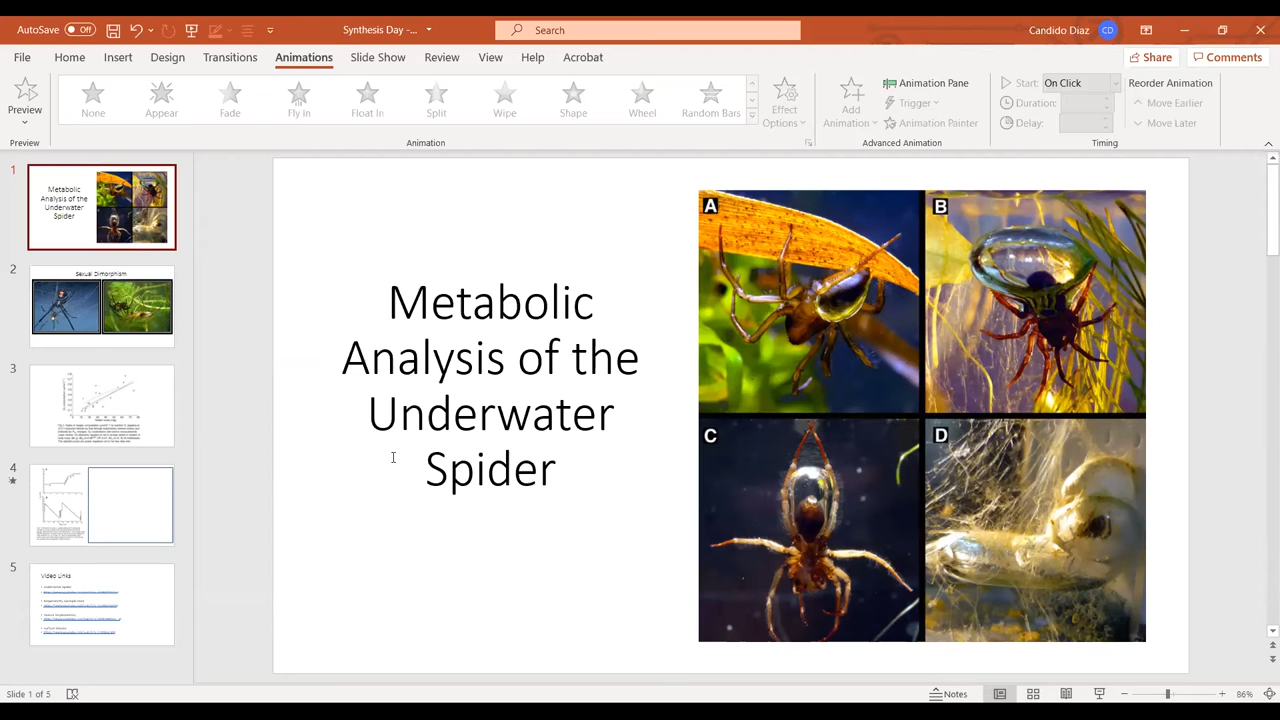 AutoSave Off
Synthesis Day -...
Search
Candido Diaz CD
File Home Insert Design Transitions Animations Slide Show Review View Help Acrobat
Share Comments
Preview
None Appear Fade Fly In Float In Split Wipe Shape Wheel Random Bars
Effect Options
Add Animation
Animation Pane
Trigger
Animation Painter
Start: On Click
Duration:
Delay:
Reorder Animation
Move Earlier
Move Later
Preview Animation Advanced Animation Timing
1
Metabolic
Analysis of the
Underwater
Spider
2
Sexual Dimorphism
3
4
5
Video Links
A
B
C
D
Metabolic
Analysis of the
Underwater
Spider
Slide 1 of 5
Notes
86%